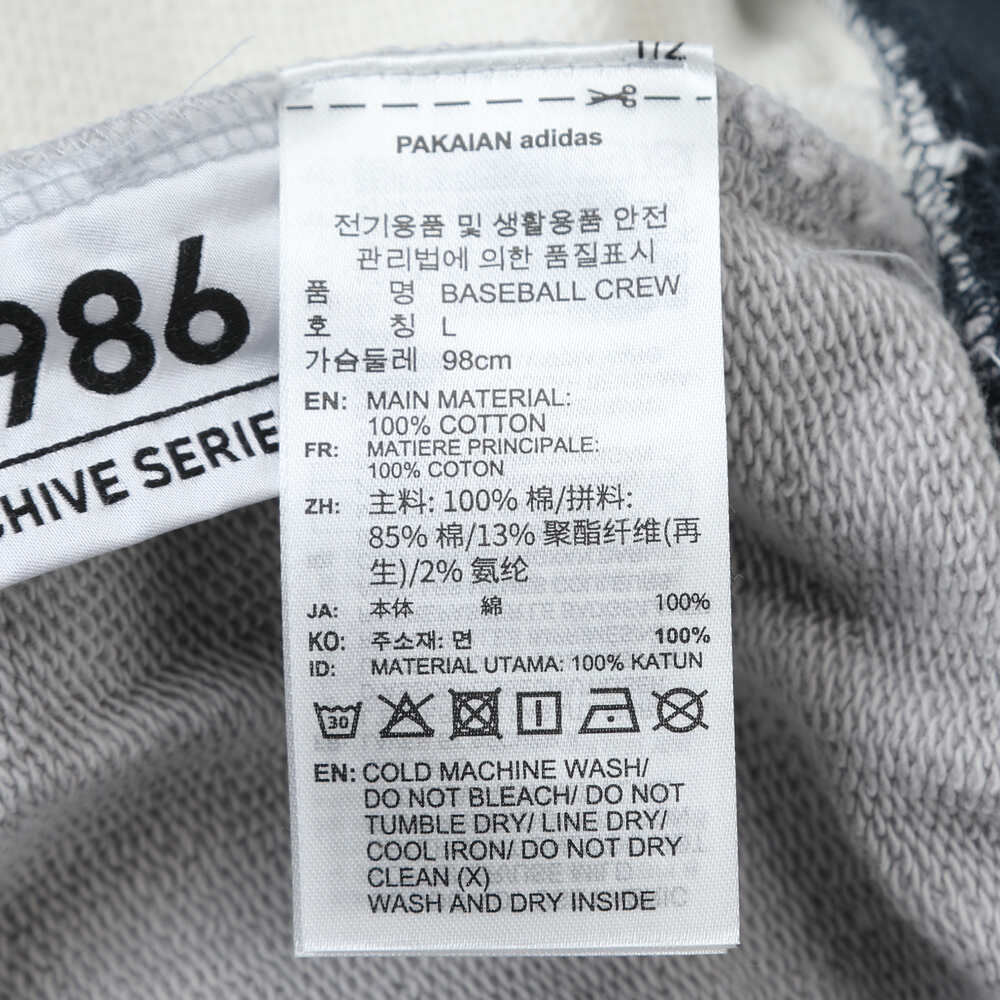 1/2
PAKAIAN adidas
전기용품 및 생활용품 안전
관리법에 의한 품질표시
품 명 BASEBALL CREW
호 칭 L
가슴둘레 98cm
EN: MAIN MATERIAL:
100% COTTON
FR: MATIERE PRINCIPALE:
100% COTON
ZH: 主料: 100% 棉/拼料:
85% 棉/13% 聚酯纤维(再
生)/2% 氨纶
JA: 本体 綿 100%
KO: 주소재: 면 100%
ID: MATERIAL UTAMA: 100% KATUN
30
EN: COLD MACHINE WASH/
DO NOT BLEACH/ DO NOT
TUMBLE DRY/ LINE DRY/
COOL IRON/ DO NOT DRY
CLEAN (X)
WASH AND DRY INSIDE
986
CHIVE SERIE